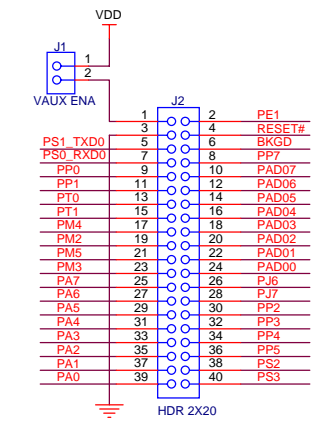 VDD
J1
1
2
VAUX ENA
J2
1 2 PE1
3 4 RESET#
PS1_TXD0 5 6 BKGD
PS0_RXD0 7 8 PP7
PP0 9 10 PAD07
PP1 11 12 PAD06
PT0 13 14 PAD05
PT1 15 16 PAD04
PM4 17 18 PAD03
PM2 19 20 PAD02
PM5 21 22 PAD01
PM3 23 24 PAD00
PA7 25 26 PJ6
PA6 27 28 PJ7
PA5 29 30 PP2
PA4 31 32 PP3
PA3 33 34 PP4
PA2 35 36 PP5
PA1 37 38 PS2
PA0 39 40 PS3
HDR 2X20